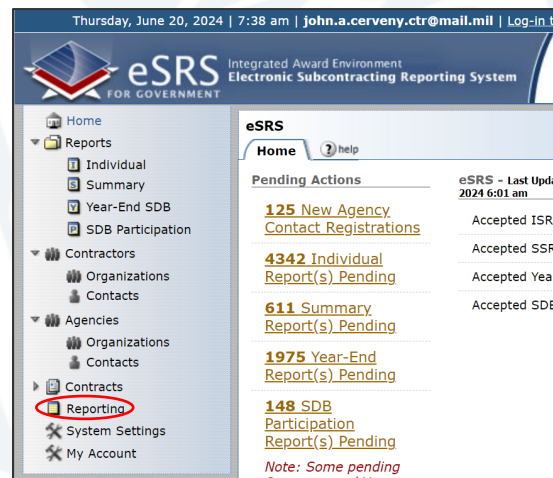 Thursday, June 20, 2024 | 7:38 am | john.a.cerveny.ctr@mail.mil | Log-in t
eSRS
FOR GOVERNMENT
Integrated Award Environment
Electronic Subcontracting Reporting System
Home
Reports
Individual
Summary
Year-End SDB
SDB Participation
Contractors
Organizations
Contacts
Agencies
Organizations
Contacts
Contracts
Reporting
System Settings
My Account
eSRS
Home
? help
Pending Actions
125 New Agency
Contact Registrations
4342 Individual
Report(s) Pending
611 Summary
Report(s) Pending
1975 Year-End
Report(s) Pending
148 SDB
Participation
Report(s) Pending
Note: Some pending
eSRS - Last Upda
2024 6:01 am
Accepted ISR
Accepted SSR
Accepted Yea
Accepted SDB